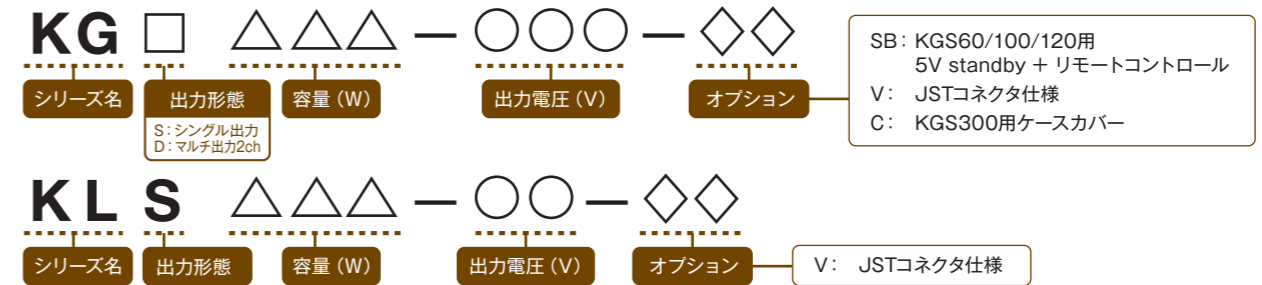 KG □ △△△ — ○○○ — ◇◇
シリーズ名
出力形態
S：シングル出力
D：マルチ出力2ch
容量（W）
出力電圧（V）
オプション
SB： KGS60/100/120用
5V standby + リモートコントロール
V： JSTコネクタ仕様
C： KGS300用ケースカバー
KL S △△△ — ○○ — ◇◇
シリーズ名
出力形態
容量（W）
出力電圧（V）
オプション
V： JSTコネクタ仕様